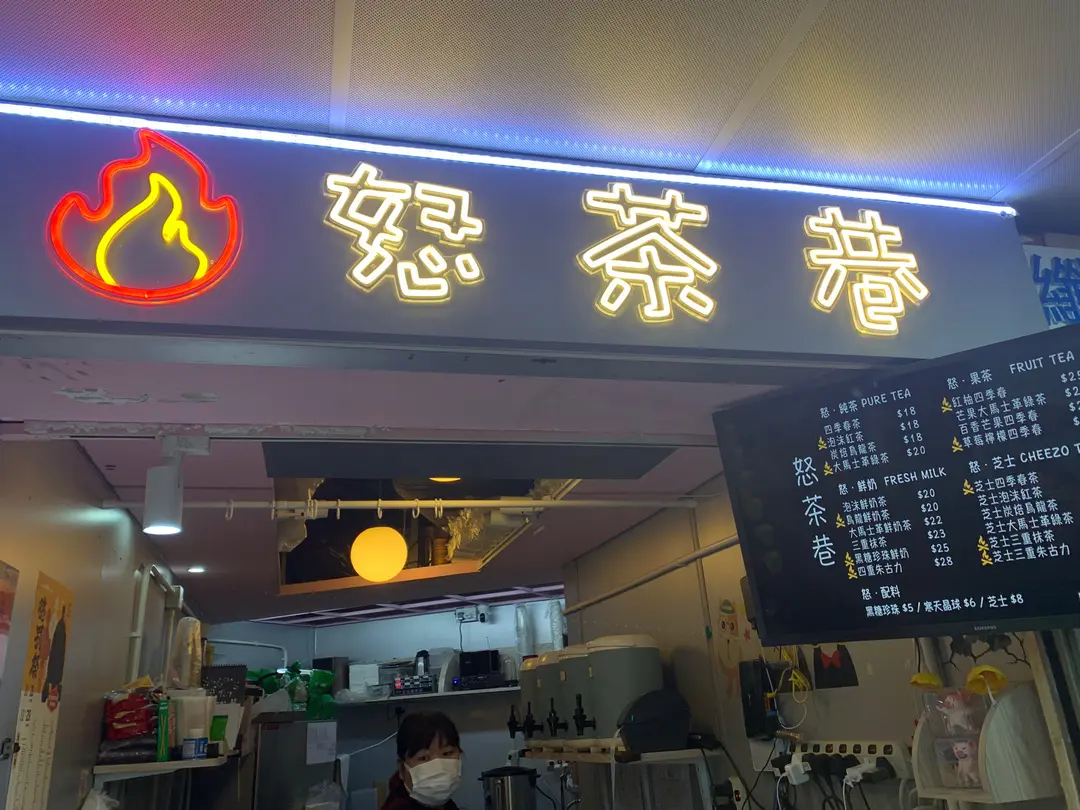 怒茶巷
怒茶巷
怒·純茶 PURE TEA
四季春茶 $18
泡沫紅茶 $18
炭焙烏龍茶 $18
大馬士革綠茶 $20
怒·鮮奶 FRESH MILK
泡沫鮮奶茶 $20
烏龍鮮奶茶 $20
大馬士革鮮奶茶 $22
三重抹茶 $23
黑糖珍珠鮮奶 $25
四重朱古力 $28
怒·配料
黑糖珍珠 $5 / 寒天晶球 $6 / 芝士 $8
怒·果茶 FRUIT TEA
紅柚四季春
芒果大馬士革綠茶
百香芒果四季春
草莓檸檬四季春
怒·芝士 CHEEZO
芝士四季春茶
芝士泡沫紅茶
芝士炭焙烏龍茶
芝士大馬士革綠茶
芝士三重抹茶
芝士三重朱古力
SAMSUNG